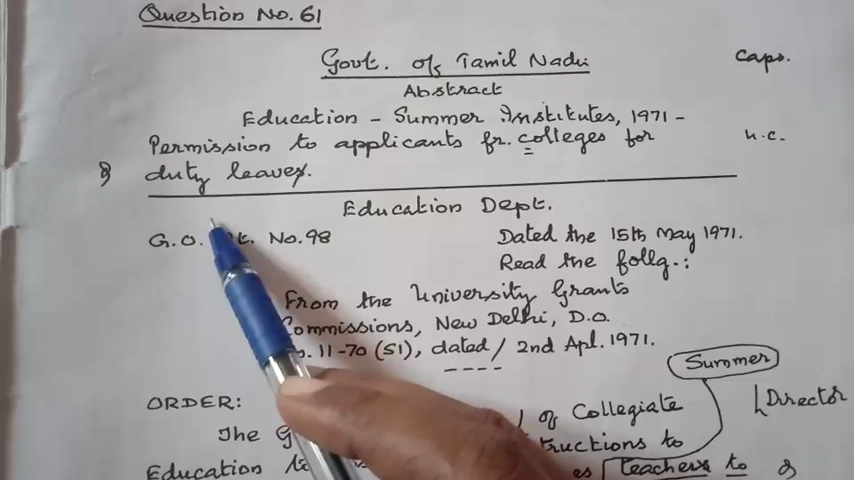 Question No. 61
Govt. of Tamil Nadu caps.
Abstract
Education - Summer Institutes, 1971 -
Permission to applicants fr. colleges for u.c.
duty leaves.
Education Dept.
G.O. No. 98 Dated the 15th May 1971.
Read the follg.:
From the University Grants
Commissions, New Delhi, D.O.
11-70 (51), dated / 2nd Apl. 1971.
Summer
ORDER: of Collegiate [Director
The to
Education teachers to